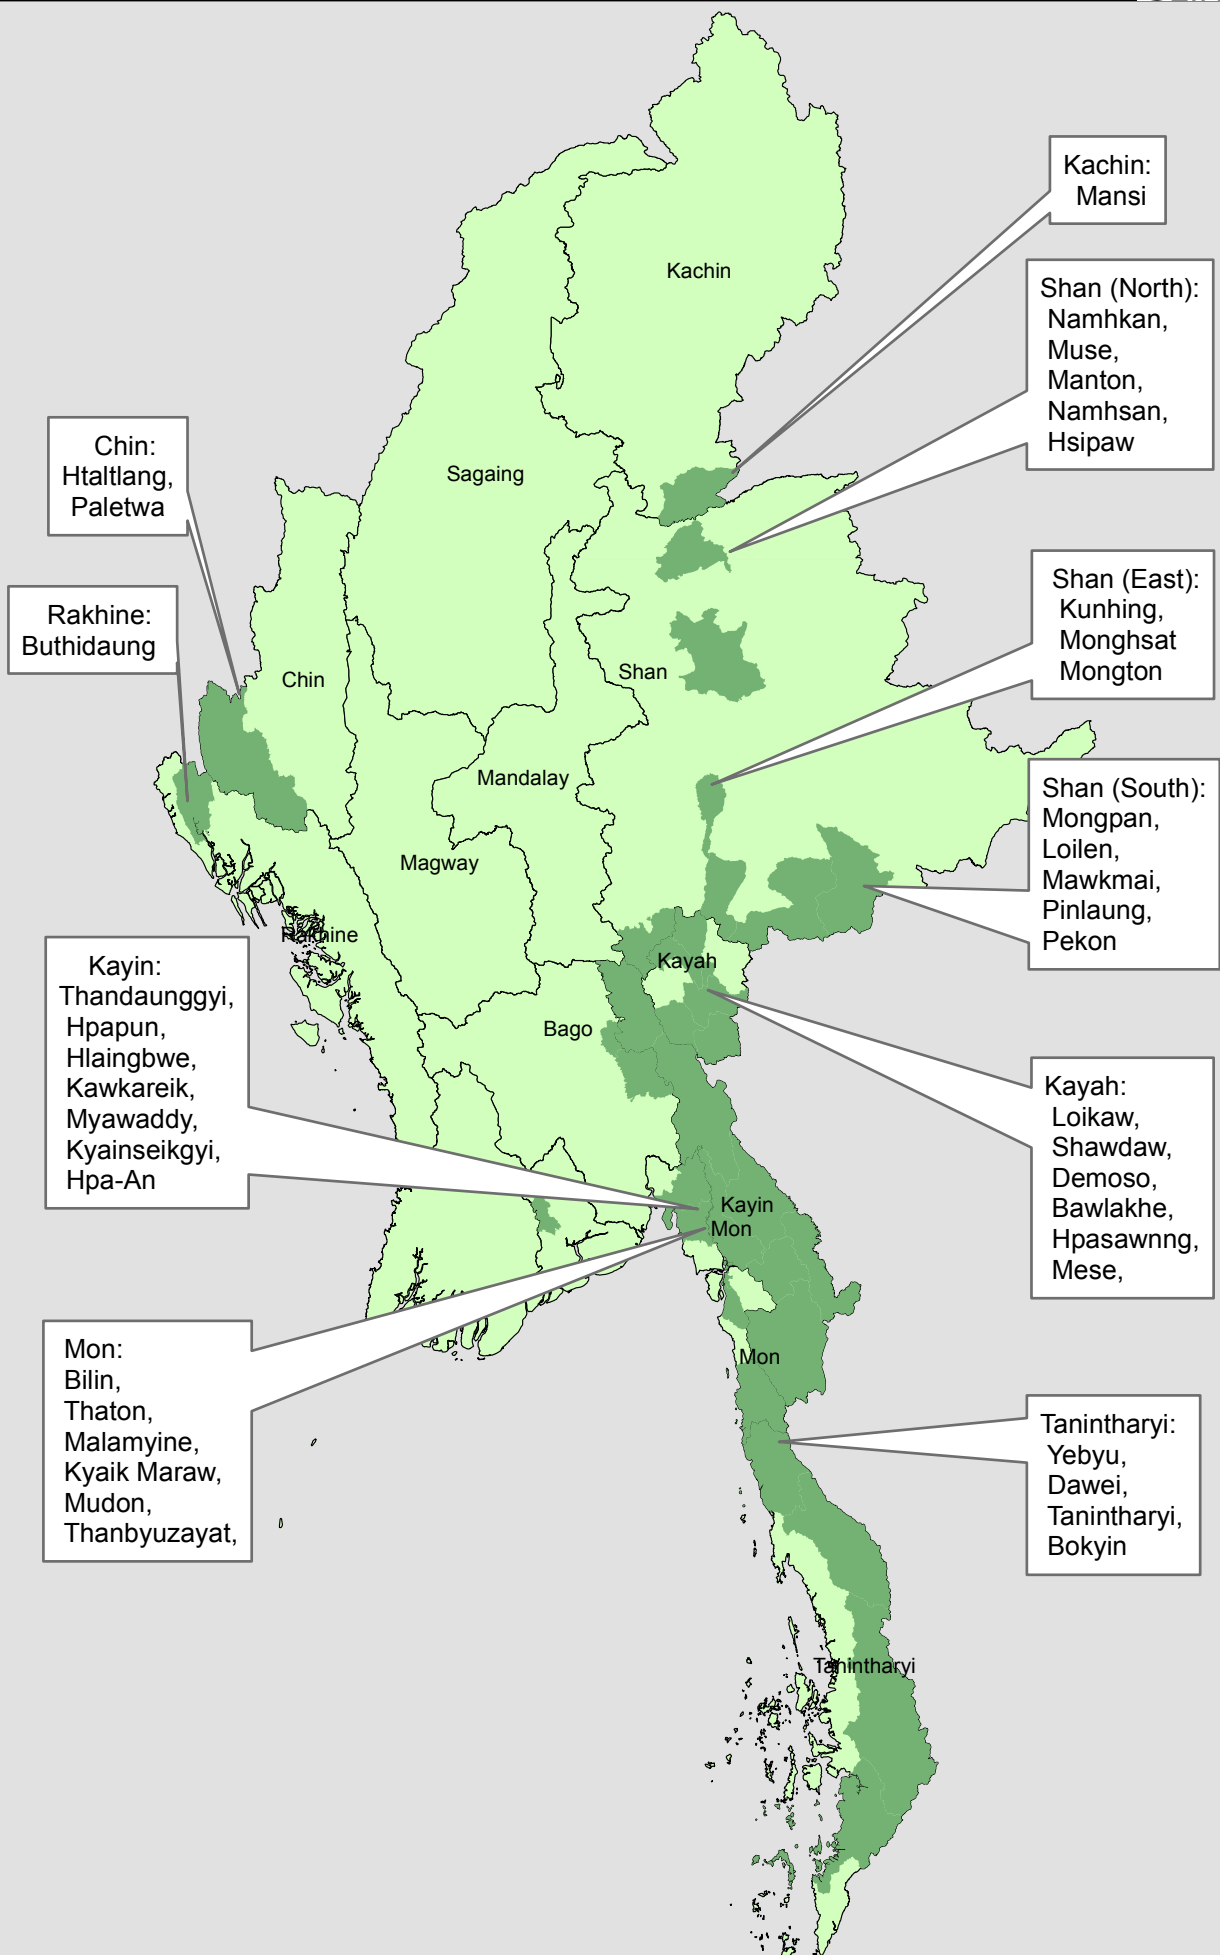 Kachin:
Mansi
Kachin
Shan (North):
Namhkan,
Muse,
Manton,
Namhsan,
Hsipaw
Chin:
Htaltlang,
Paletwa
Sagaing
Shan (East):
Kunhing,
Monghsat
Mongton
Rakhine:
Buthidaung
Chin
Shan
Mandalay
Shan (South):
Mongpan,
Loilen,
Mawkmai,
Pinlaung,
Pekon
Magway
Rakhine
Kayah
Kayin:
Thandaunggyi,
Hpapun,
Hlaingbwe,
Kawkareik,
Myawaddy,
Kyainseikgyi,
Hpa-An
Bago
Kayah:
Loikaw,
Shawdaw,
Demoso,
Bawlakhe,
Hpasawnng,
Mese,
Kayin
Mon
Mon:
Bilin,
Thaton,
Malamyine,
Kyaik Maraw,
Mudon,
Thanbyuzayat,
Mon
Tanintharyi:
Yebyu,
Dawei,
Tanintharyi,
Bokyin
Tanintharyi